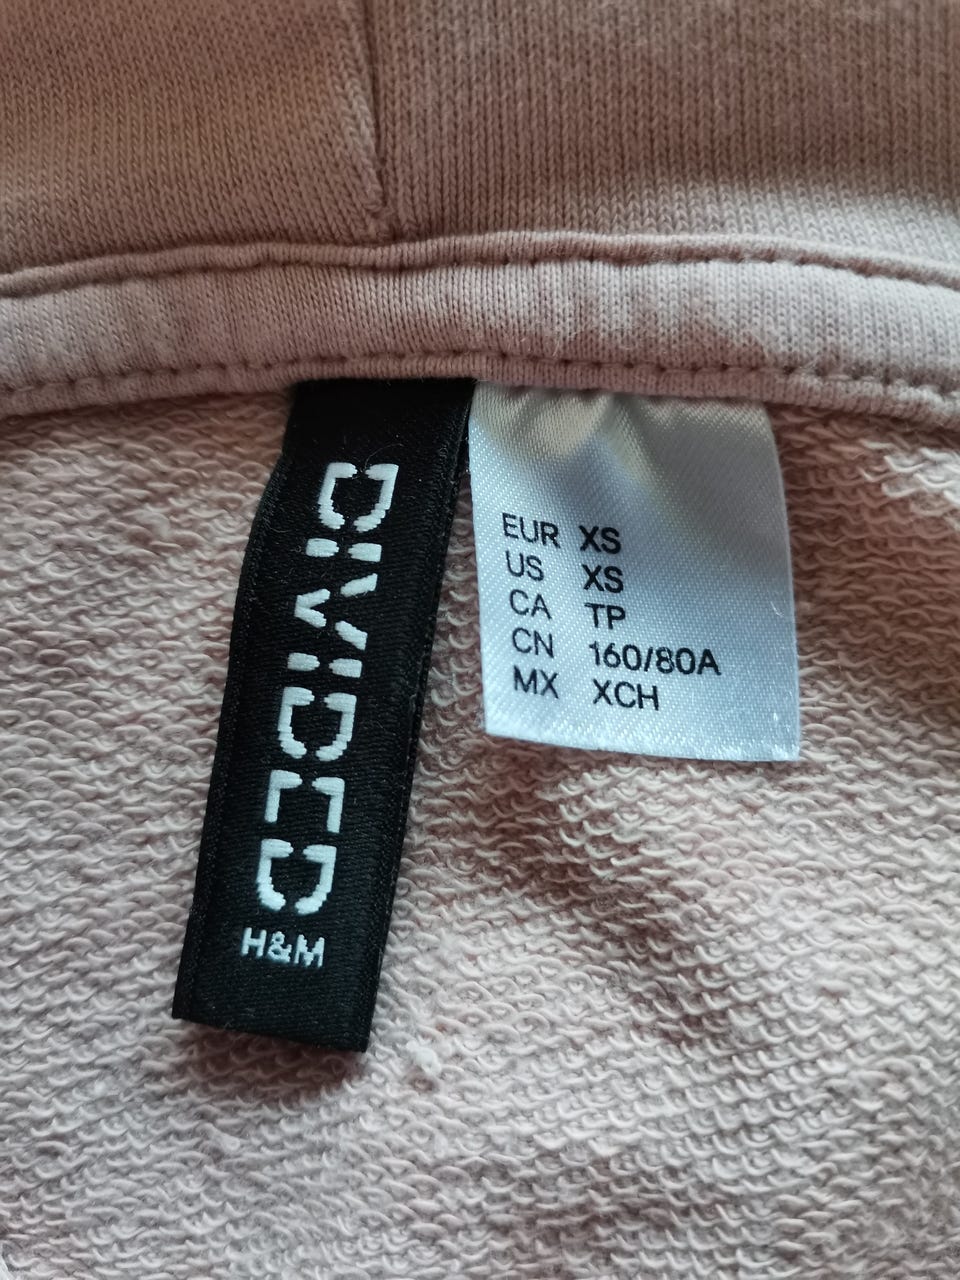 DIVIDED
H&M
EUR XS
US XS
CA TP
CN 160/80A
MX XCH